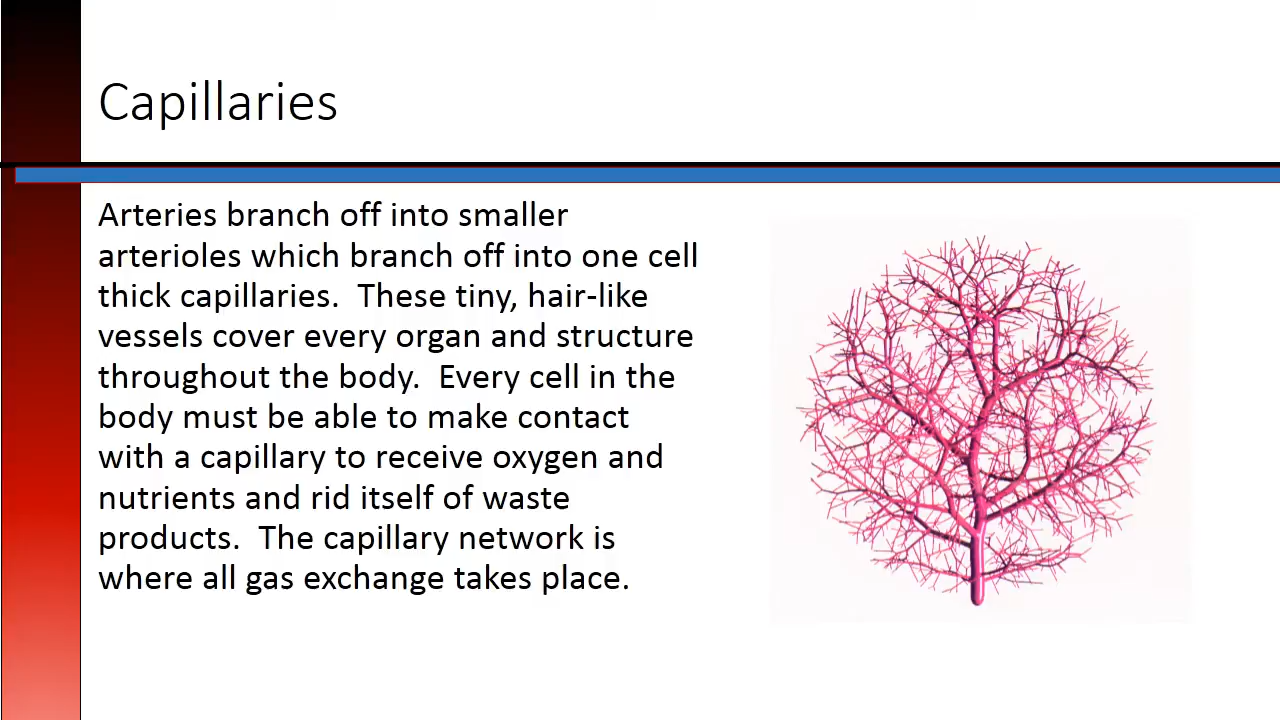 Capillaries
Arteries branch off into smaller
arterioles which branch off into one cell
thick capillaries.  These tiny, hair-like
vessels cover every organ and structure
throughout the body.  Every cell in the
body must be able to make contact
with a capillary to receive oxygen and
nutrients and rid itself of waste
products.  The capillary network is
where all gas exchange takes place.